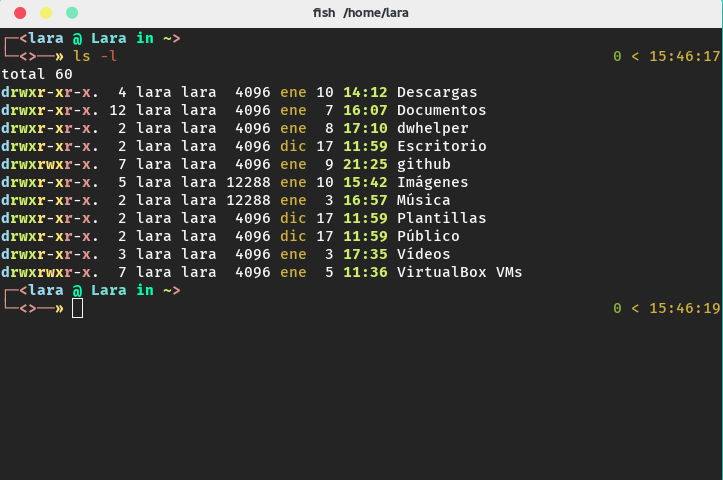 fish /home/lara
┌─<lara @ Lara in ~>
└─<>──» ls -l 0 < 15:46:17
total 60
drwxr-xr-x. 4 lara lara 4096 ene 10 14:12 Descargas
drwxr-xr-x. 12 lara lara 4096 ene 7 16:07 Documentos
drwxr-xr-x. 2 lara lara 4096 ene 8 17:10 dwhelper
drwxr-xr-x. 2 lara lara 4096 dic 17 11:59 Escritorio
drwxrwxr-x. 7 lara lara 4096 ene 9 21:25 github
drwxr-xr-x. 5 lara lara 12288 ene 10 15:42 Imágenes
drwxr-xr-x. 2 lara lara 12288 ene 3 16:57 Música
drwxr-xr-x. 2 lara lara 4096 dic 17 11:59 Plantillas
drwxr-xr-x. 2 lara lara 4096 dic 17 11:59 Público
drwxr-xr-x. 3 lara lara 4096 ene 3 17:35 Vídeos
drwxrwxr-x. 7 lara lara 4096 ene 5 11:36 VirtualBox VMs
┌─<lara @ Lara in ~>
└─<>──» 0 < 15:46:19